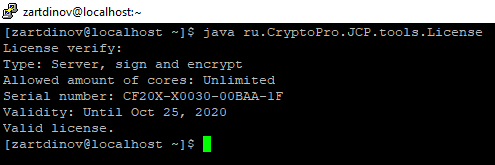 zartdinov@localhost:~
[zartdinov@localhost ~]$ java ru.CryptoPro.JCP.tools.License
License verify:
Type: Server, sign and encrypt
Allowed amount of cores: Unlimited
Serial number: CF20X-X0030-00BAA-1F
Validity: Until Oct 25, 2020
Valid license.
[zartdinov@localhost ~]$